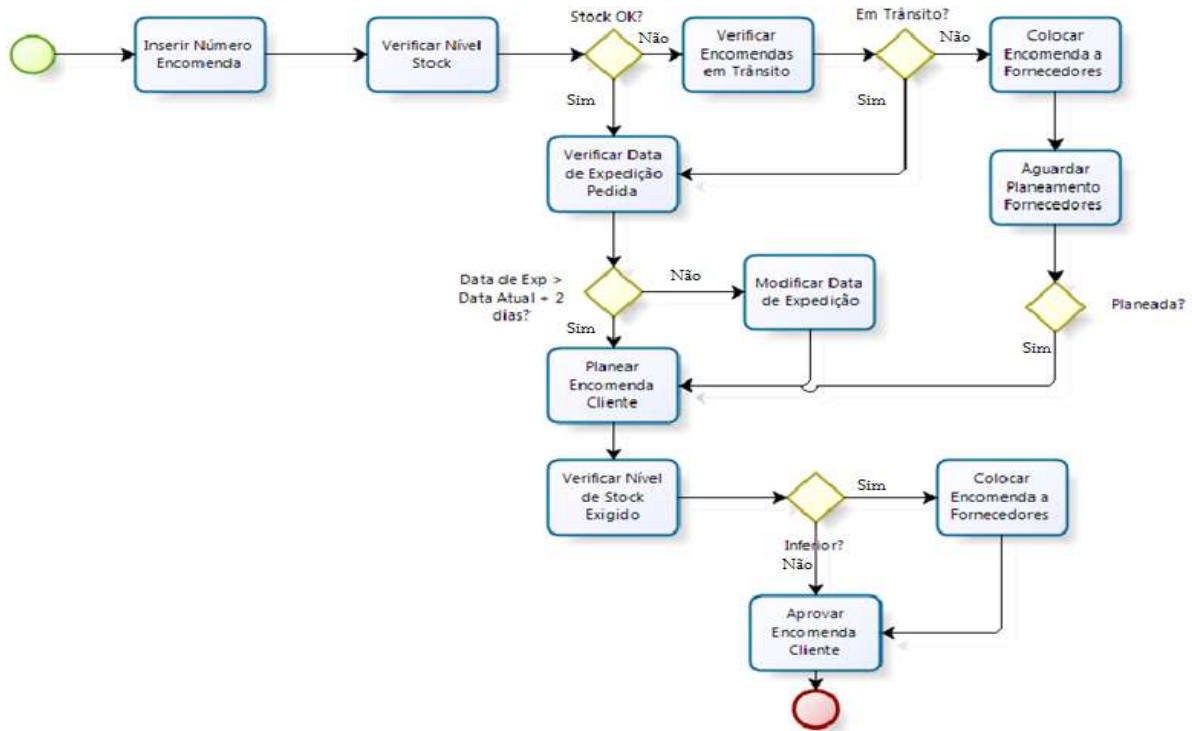 Stock OK?
Em Trânsito?
Inserir Número
Encomenda
Verificar Nível
Stock
Não
Verificar
Encomendas
em Trânsito
Não
Colocar
Encomenda a
Fornecedores
Sim
Sim
Verificar Data
de Expedição
Pedida
Aguardar
Planeamento
Fornecedores
Data de Exp >
Data Atual + 2
dias?
Não
Modificar Data
de Expedição
Planeada?
Sim
Sim
Planear
Encomenda
Cliente
Verificar Nível
de Stock
Exigido
Sim
Colocar
Encomenda a
Fornecedores
Inferior?
Não
Aprovar
Encomenda
Cliente